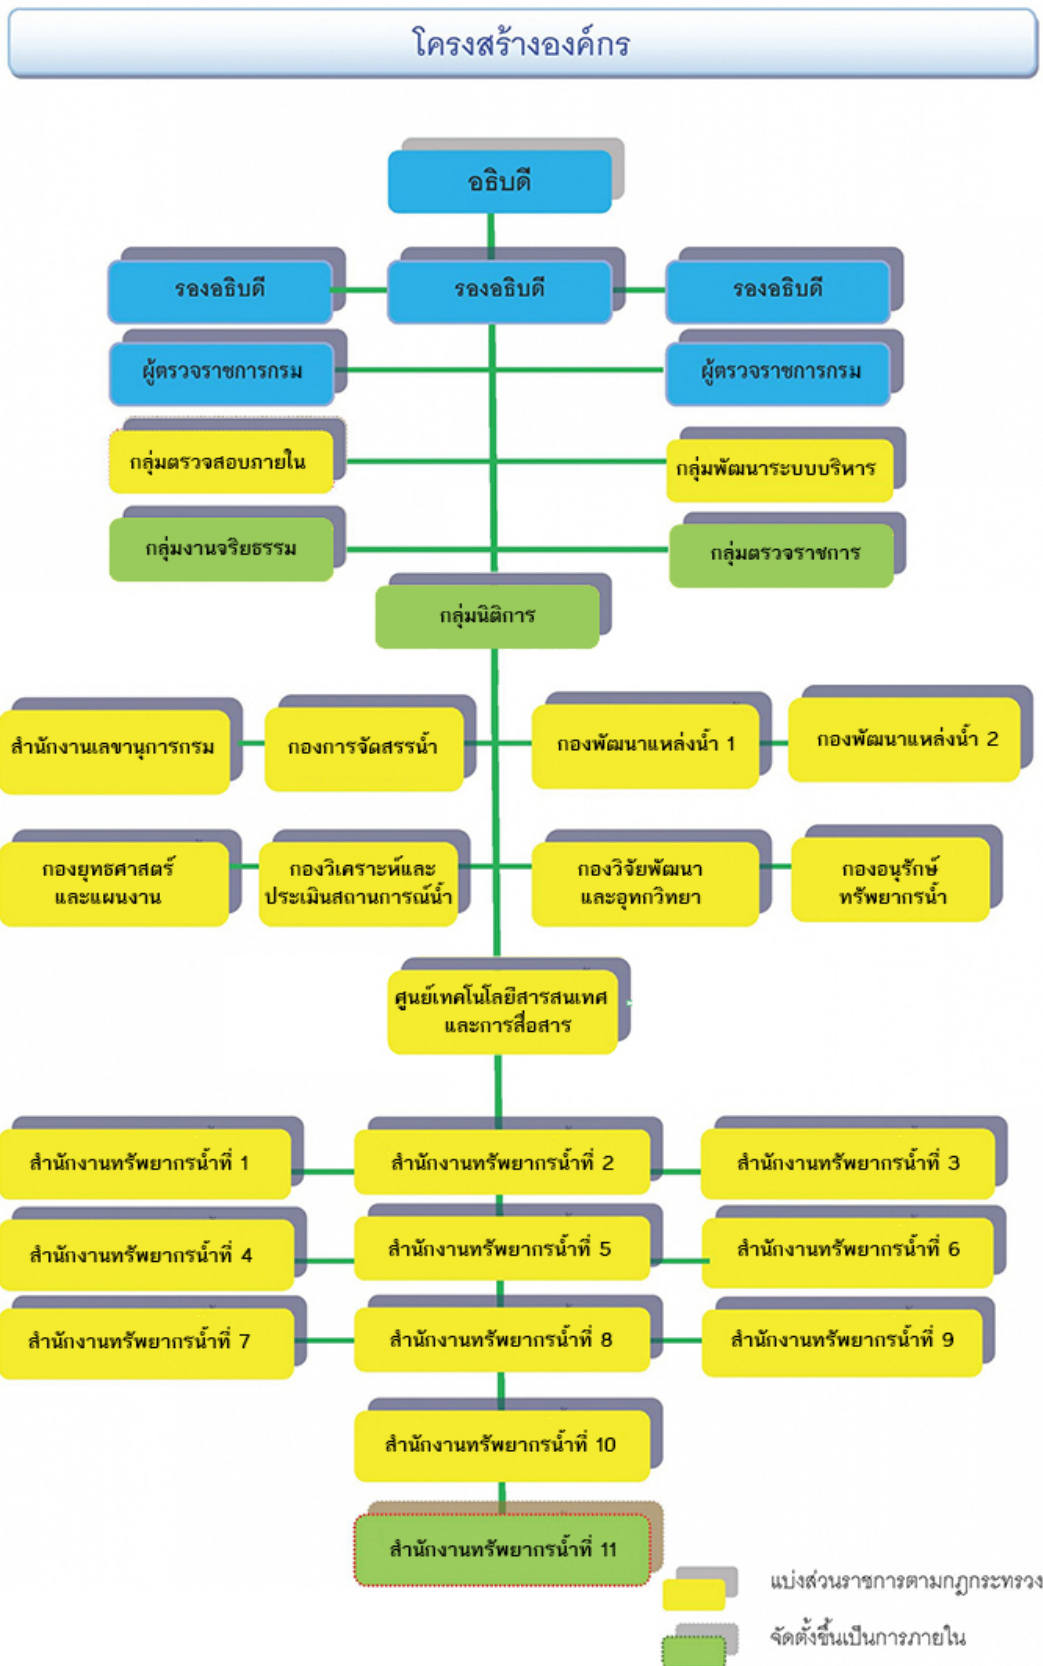 โครงสร้างองค์กร
อธิบดี
รองอธิบดี
รองอธิบดี
รองอธิบดี
ผู้ตรวจราชการกรม
ผู้ตรวจราชการกรม
กลุ่มตรวจสอบภายใน
กลุ่มพัฒนาระบบบริหาร
กลุ่มงานจริยธรรม
กลุ่มตรวจราชการ
กลุ่มนิติการ
สำนักงานเลขานุการกรม
กองการจัดสรรน้ำ
กองพัฒนาแหล่งน้ำ 1
กองพัฒนาแหล่งน้ำ 2
กองยุทธศาสตร์
และแผนงาน
กองวิเคราะห์และ
ประเมินสถานการณ์น้ำ
กองวิจัยพัฒนา
และอุทกวิทยา
กองอนุรักษ์
ทรัพยากรน้ำ
ศูนย์เทคโนโลยีสารสนเทศ
และการสื่อสาร
สำนักงานทรัพยากรน้ำที่ 1
สำนักงานทรัพยากรน้ำที่ 2
สำนักงานทรัพยากรน้ำที่ 3
สำนักงานทรัพยากรน้ำที่ 4
สำนักงานทรัพยากรน้ำที่ 5
สำนักงานทรัพยากรน้ำที่ 6
สำนักงานทรัพยากรน้ำที่ 7
สำนักงานทรัพยากรน้ำที่ 8
สำนักงานทรัพยากรน้ำที่ 9
สำนักงานทรัพยากรน้ำที่ 10
สำนักงานทรัพยากรน้ำที่ 11
แบ่งส่วนราชการตามกฎกระทรวง
จัดตั้งขึ้นเป็นการภายใน